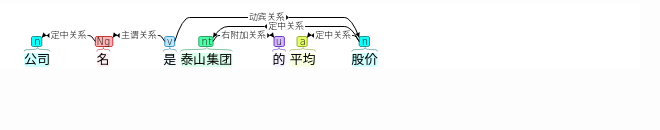 动宾关系
定中关系
定中关系 主谓关系 右附加关系 定中关系
n Ng v nt u a n
公司 名 是 泰山集团 的 平均 股价